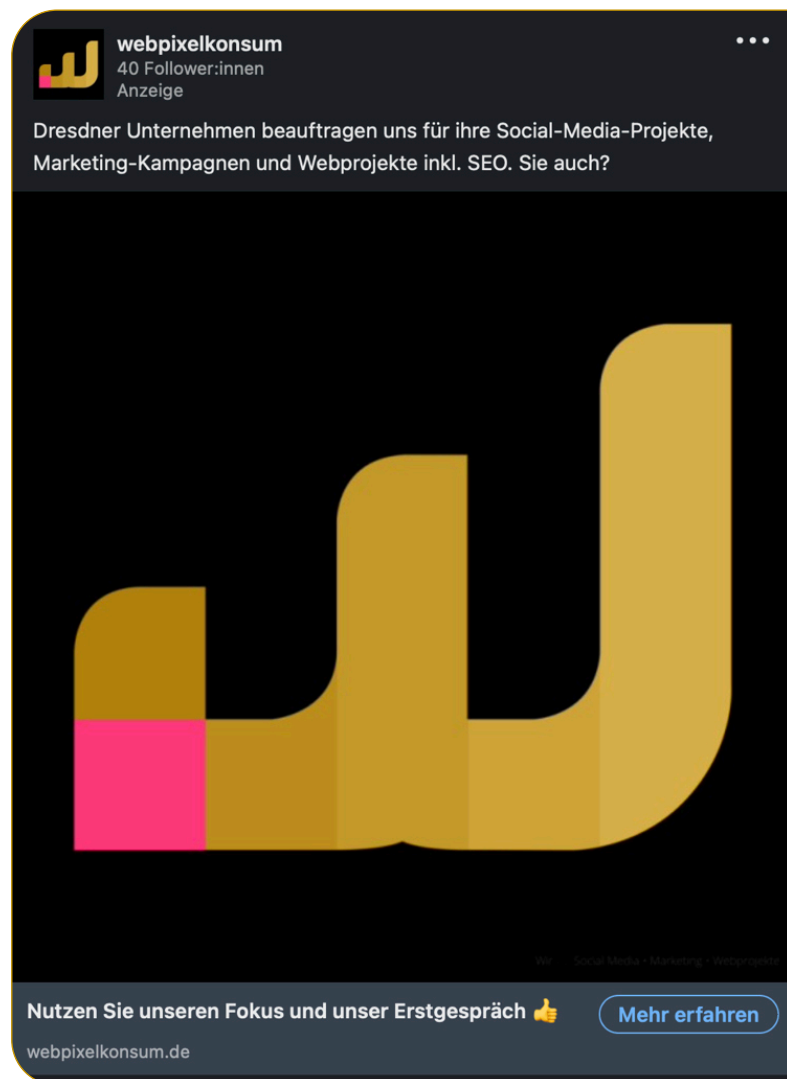 webpixelkonsum
40 Follower:innen
Anzeige
Dresdner Unternehmen beauftragen uns für ihre Social-Media-Projekte,
Marketing-Kampagnen und Webprojekte inkl. SEO. Sie auch?
Wir Social Media • Marketing • Webprojekte
Nutzen Sie unseren Fokus und unser Erstgespräch 👍
Mehr erfahren
webpixelkonsum.de